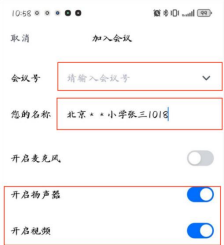 10:58
99
取消 加入会议
会议号 请输入会议号
您的名称 北京**小学张三1018
开启麦克风
开启扬声器
开启视频